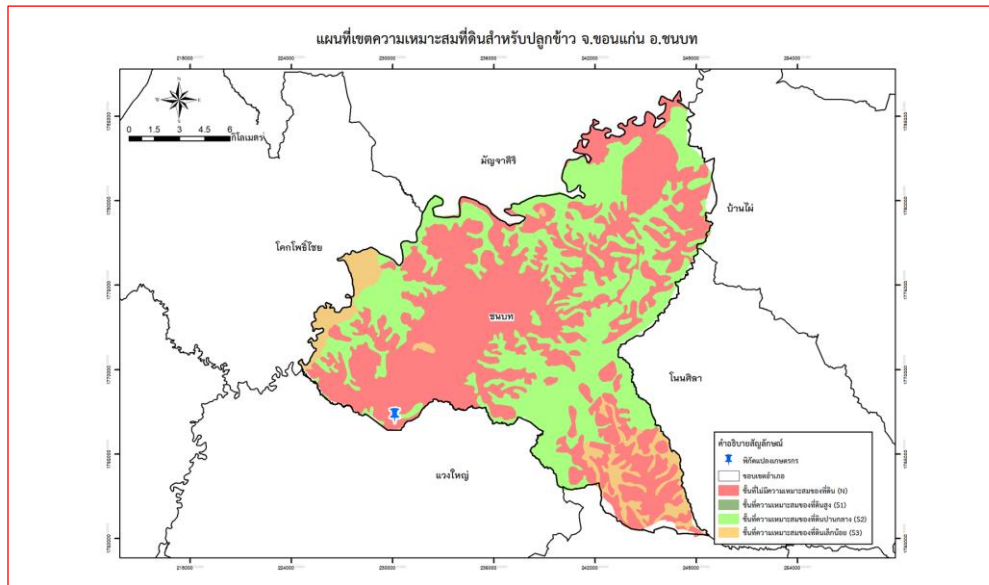 แผนที่เขตความเหมาะสมที่ดินสำหรับปลูกข้าว จ.ขอนแก่น อ.ชนบท
N
W
E
S
0 1.5 3 4.5 6
กิโลเมตร
มัญจาคีรี
บ้านไผ่
โคกโพธิ์ไชย
ชนบท
โนนศิลา
แวงใหญ่
คำอธิบายสัญลักษณ์
พิกัดแปลงเกษตรกร
ขอบเขตอำเภอ
ชั้นที่ไม่มีความเหมาะสมของที่ดิน (N)
ชั้นที่ความเหมาะสมของที่ดินสูง (S1)
ชั้นที่ความเหมาะสมของที่ดินปานกลาง (S2)
ชั้นที่ความเหมาะสมของที่ดินเล็กน้อย (S3)